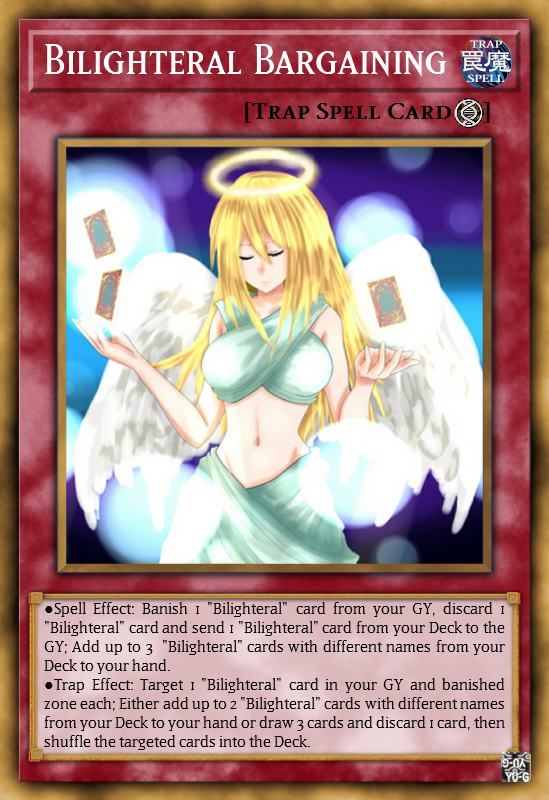 Bilighteral Bargaining
TRAP
罠魔
SPELL
[Trap Spell Card]
●Spell Effect: Banish 1 "Bilighteral" card from your GY, discard 1
"Bilighteral" card and send 1 "Bilighteral" card from your Deck to the
GY; Add up to 3 "Bilighteral" cards with different names from your
Deck to your hand.
●Trap Effect: Target 1 "Bilighteral" card in your GY and banished
zone each; Either add up to 2 "Bilighteral" cards with different names
from your Deck to your hand or draw 3 cards and discard 1 card, then
shuffle the targeted cards into the Deck.
YU-G